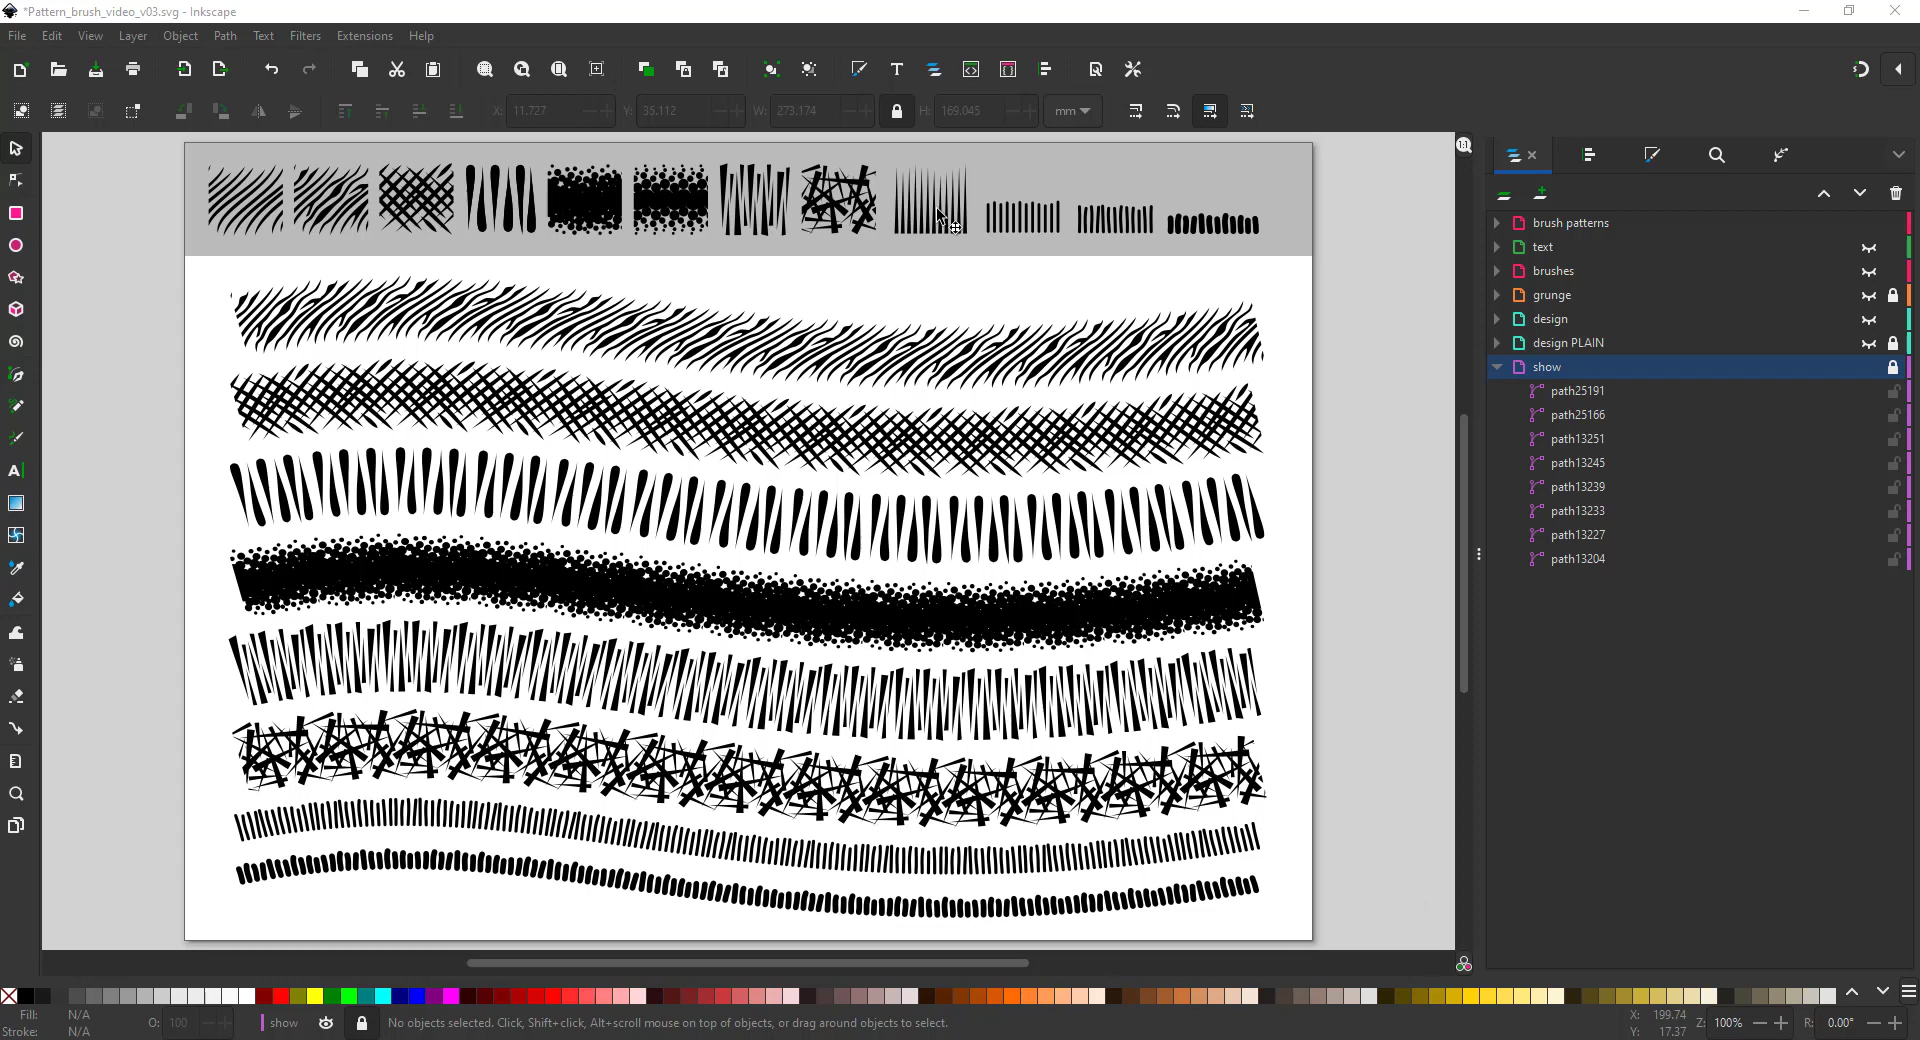 *Pattern_brush_video_v03.svg - Inkscape
File Edit View Layer Object Path Text Filters Extensions Help
X: 11.727 Y: 35.112 W: 273.174 H: 169.045 mm
1:1
brush patterns
text
brushes
grunge
design
design PLAIN
show
path25191
path25166
path13251
path13245
path13239
path13233
path13227
path13204
Fill: N/A
Stroke: N/A
O: 100
show
No objects selected. Click, Shift+click, Alt+scroll mouse on top of objects, or drag around objects to select.
X: 199.74
Y: 17.37
Z: 100%
R: 0.00°